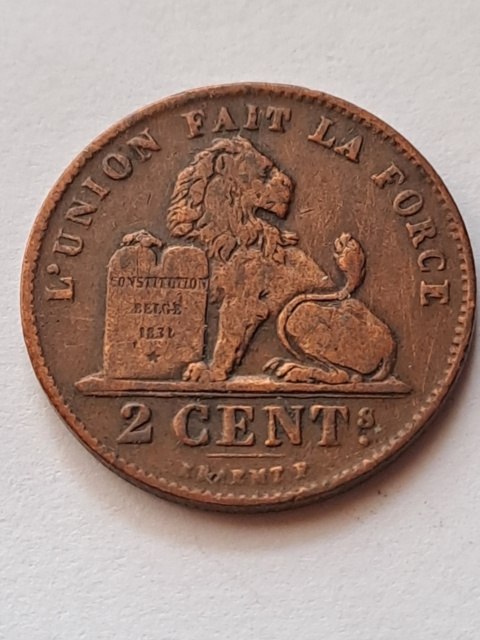 L'UNION FAIT LA FORCE
CONSTITUTION
BELGE
1831
2 CENTs.